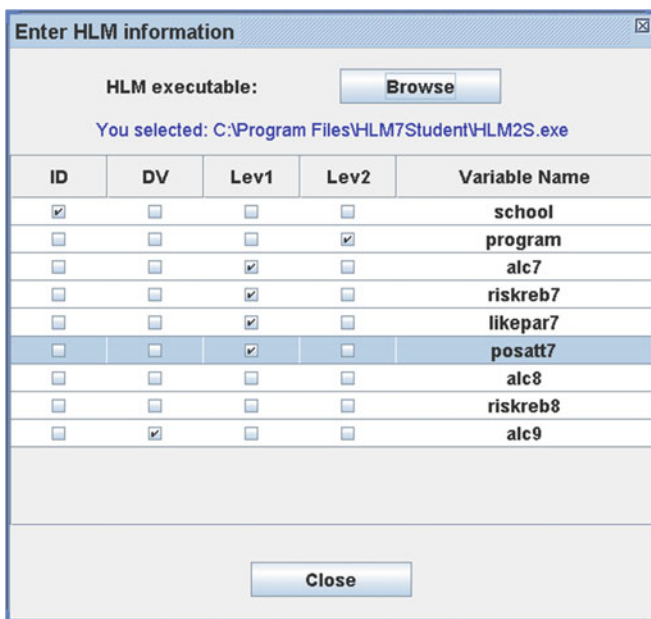 Enter HLM information
HLM executable: Browse
You selected: C:\Program Files\HLM7Student\HLM2S.exe
ID DV Lev1 Lev2 Variable Name
school
program
alc7
riskreb7
likepar7
posatt7
alc8
riskreb8
alc9
Close